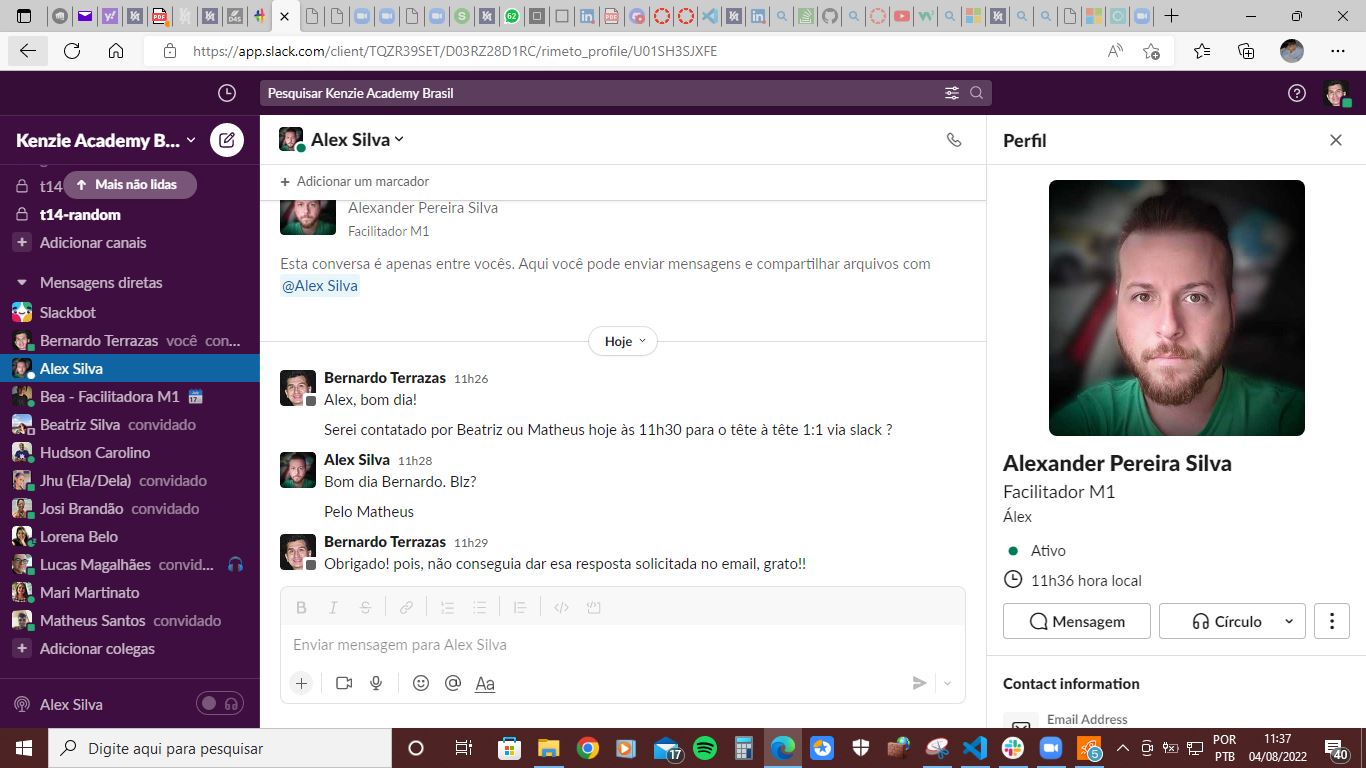 62
https://app.slack.com/client/TQZR39SET/D03RZ28D1RC/rimeto_profile/U01SH3SJXFE
Pesquisar Kenzie Academy Brasil
Kenzie Academy B...
t14
Mais não lidas
t14-random
Adicionar canais
Mensagens diretas
Slackbot
Bernardo Terrazas você con...
Alex Silva
Bea - Facilitadora M1
Beatriz Silva convidado
Hudson Carolino
Jhu (Ela/Dela) convidado
Josi Brandão convidado
Lorena Belo
Lucas Magalhães convid...
Mari Martinato
Matheus Santos convidado
Adicionar colegas
Alex Silva
Alex Silva
Adicionar um marcador
Alexander Pereira Silva
Facilitador M1
Esta conversa é apenas entre vocês. Aqui você pode enviar mensagens e compartilhar arquivos com
@Alex Silva
Hoje
Bernardo Terrazas 11h26
Alex, bom dia!
Serei contatado por Beatriz ou Matheus hoje às 11h30 para o tête à tête 1:1 via slack ?
Alex Silva 11h28
Bom dia Bernardo. Blz?
Pelo Matheus
Bernardo Terrazas 11h29
Obrigado! pois, não conseguia dar esa resposta solicitada no email, grato!!
B I S
Enviar mensagem para Alex Silva
Aa
Perfil
Alexander Pereira Silva
Facilitador M1
Álex
Ativo
11h36 hora local
Mensagem
Círculo
Contact information
Email Address
Digite aqui para pesquisar
17
5
POR
PTB
11:37
04/08/2022
40